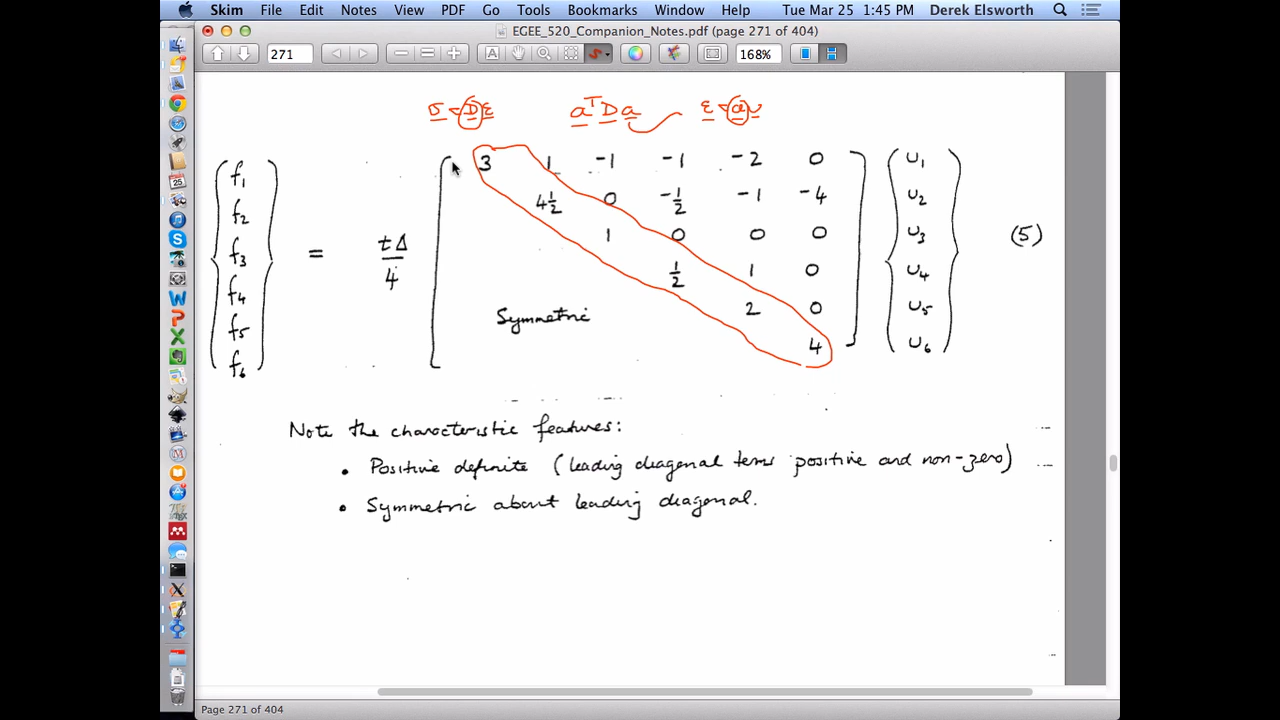 Skim File Edit Notes View PDF Go Tools Bookmarks Window Help Tue Mar 25 1:45 PM Derek Elsworth
EGEE_520_Companion_Notes.pdf (page 271 of 404)
271 168%
σ = D ε aᵀDa ε = a u
f₁ 3 1 -1 -1 -2 0 u₁
f₂ 4½ 0 -½ -1 -4 u₂
f₃ = tΔ/4 1 0 0 0 u₃ (5)
f₄ ½ 1 0 u₄
f₅ Symmetric 2 0 u₅
f₆ 4 u₆
Note the characteristic features:
• Positive definite (leading diagonal terms positive and non-zero)
• Symmetric about leading diagonal.
Page 271 of 404